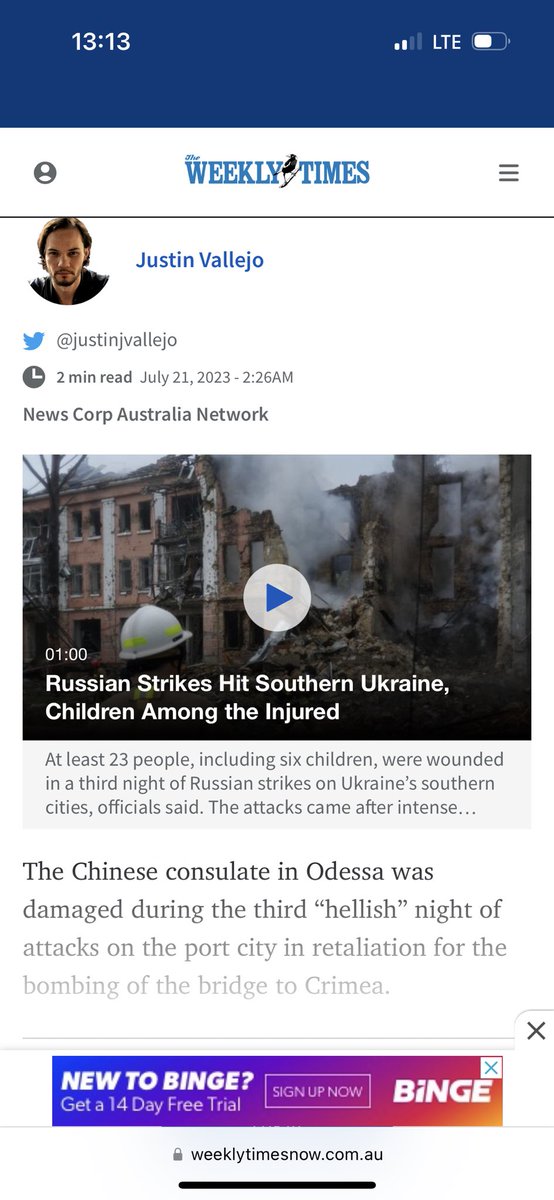 13:13
LTE
The
WEEKLY TIMES
Justin Vallejo
@justinjvallejo
2 min read July 21, 2023 - 2:26AM
News Corp Australia Network
01:00
Russian Strikes Hit Southern Ukraine,
Children Among the Injured
At least 23 people, including six children, were wounded
in a third night of Russian strikes on Ukraine’s southern
cities, officials said. The attacks came after intense…
The Chinese consulate in Odessa was
damaged during the third “hellish” night of
attacks on the port city in retaliation for the
bombing of the bridge to Crimea.
NEW TO BINGE?
Get a 14 Day Free Trial
SIGN UP NOW
BiNGE
weeklytimesnow.com.au